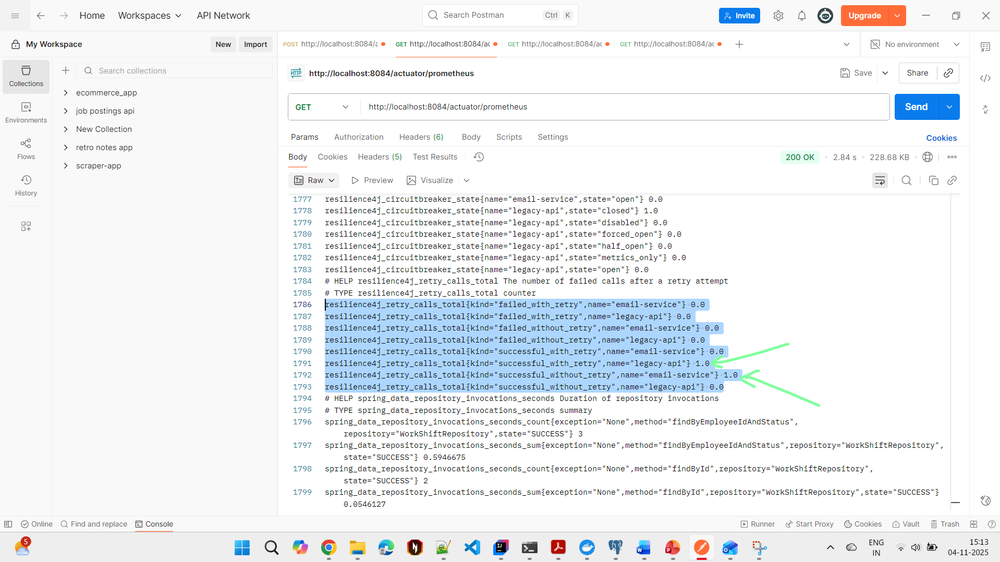 Home Workspaces API Network Search Postman Ctrl K Invite Upgrade
My Workspace New Import
POST http://localhost:8084/a GET http://localhost:8084/ac GET http://localhost:8084/ac GET http://localhost:8084/ac No environment
Collections
Environments
Flows
History
Search collections
ecommerce_app
job postings api
New Collection
retro notes app
scraper-app
HTTP http://localhost:8084/actuator/prometheus Save Share
GET http://localhost:8084/actuator/prometheus Send
Params Authorization Headers (6) Body Scripts Settings Cookies
Body Cookies Headers (5) Test Results 200 OK 2.84 s 228.68 KB
Raw Preview Visualize
1777 resilience4j_circuitbreaker_state{name="email-service",state="open"} 0.0
1778 resilience4j_circuitbreaker_state{name="legacy-api",state="closed"} 1.0
1779 resilience4j_circuitbreaker_state{name="legacy-api",state="disabled"} 0.0
1780 resilience4j_circuitbreaker_state{name="legacy-api",state="forced_open"} 0.0
1781 resilience4j_circuitbreaker_state{name="legacy-api",state="half_open"} 0.0
1782 resilience4j_circuitbreaker_state{name="legacy-api",state="metrics_only"} 0.0
1783 resilience4j_circuitbreaker_state{name="legacy-api",state="open"} 0.0
1784 # HELP resilience4j_retry_calls_total The number of failed calls after a retry attempt
1785 # TYPE resilience4j_retry_calls_total counter
1786 resilience4j_retry_calls_total{kind="failed_with_retry",name="email-service"} 0.0
1787 resilience4j_retry_calls_total{kind="failed_with_retry",name="legacy-api"} 0.0
1788 resilience4j_retry_calls_total{kind="failed_without_retry",name="email-service"} 0.0
1789 resilience4j_retry_calls_total{kind="failed_without_retry",name="legacy-api"} 0.0
1790 resilience4j_retry_calls_total{kind="successful_with_retry",name="email-service"} 0.0
1791 resilience4j_retry_calls_total{kind="successful_with_retry",name="legacy-api"} 1.0
1792 resilience4j_retry_calls_total{kind="successful_without_retry",name="email-service"} 1.0
1793 resilience4j_retry_calls_total{kind="successful_without_retry",name="legacy-api"} 0.0
1794 # HELP spring_data_repository_invocations_seconds Duration of repository invocations
1795 # TYPE spring_data_repository_invocations_seconds summary
1796 spring_data_repository_invocations_seconds_count{exception="None",method="findByEmployeeIdAndStatus",
repository="WorkShiftRepository",state="SUCCESS"} 3
1797 spring_data_repository_invocations_seconds_sum{exception="None",method="findByEmployeeIdAndStatus",repository="WorkShiftRepository",
state="SUCCESS"} 0.5946675
1798 spring_data_repository_invocations_seconds_count{exception="None",method="findById",repository="WorkShiftRepository",
state="SUCCESS"} 2
1799 spring_data_repository_invocations_seconds_sum{exception="None",method="findById",repository="WorkShiftRepository",state="SUCCESS"}
0.0546127
Online Find and replace Console Runner Start Proxy Cookies Vault Trash
5 ENG 15:13
IN 04-11-2025